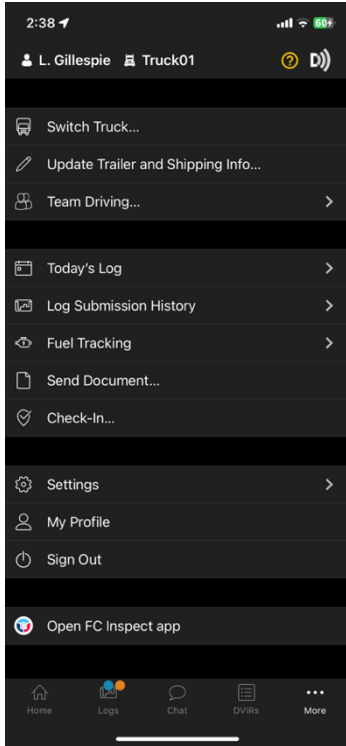 2:38
60
L. Gillespie Truck01 ? D
Switch Truck...
Update Trailer and Shipping Info...
Team Driving...
Today's Log
Log Submission History
Fuel Tracking
Send Document...
Check-In...
Settings
My Profile
Sign Out
Open FC Inspect app
Home Logs Chat DVIRs More